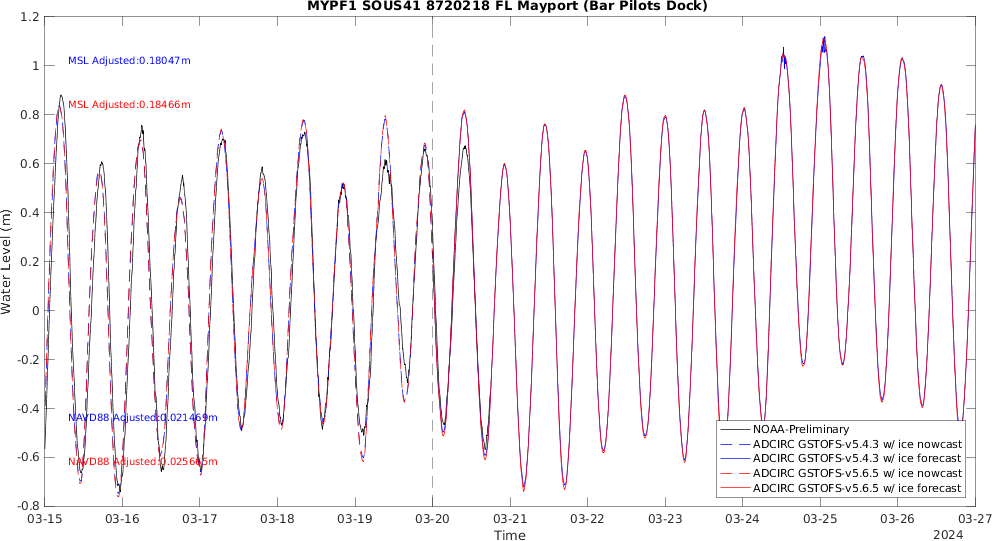 MYPF1 SOUS41 8720218 FL Mayport (Bar Pilots Dock)
1.2
1
0.8
0.6
0.4
0.2
0
-0.2
-0.4
-0.6
-0.8
Water Level (m)
MSL Adjusted:0.18047m
MSL Adjusted:0.18466m
NAVD88 Adjusted:0.021469m
NAVD88 Adjusted:0.025665m
NOAA-Preliminary
ADCIRC GSTOFS-v5.4.3 w/ ice nowcast
ADCIRC GSTOFS-v5.4.3 w/ ice forecast
ADCIRC GSTOFS-v5.6.5 w/ ice nowcast
ADCIRC GSTOFS-v5.6.5 w/ ice forecast
03-15 03-16 03-17 03-18 03-19 03-20 03-21 03-22 03-23 03-24 03-25 03-26 03-27
Time
2024